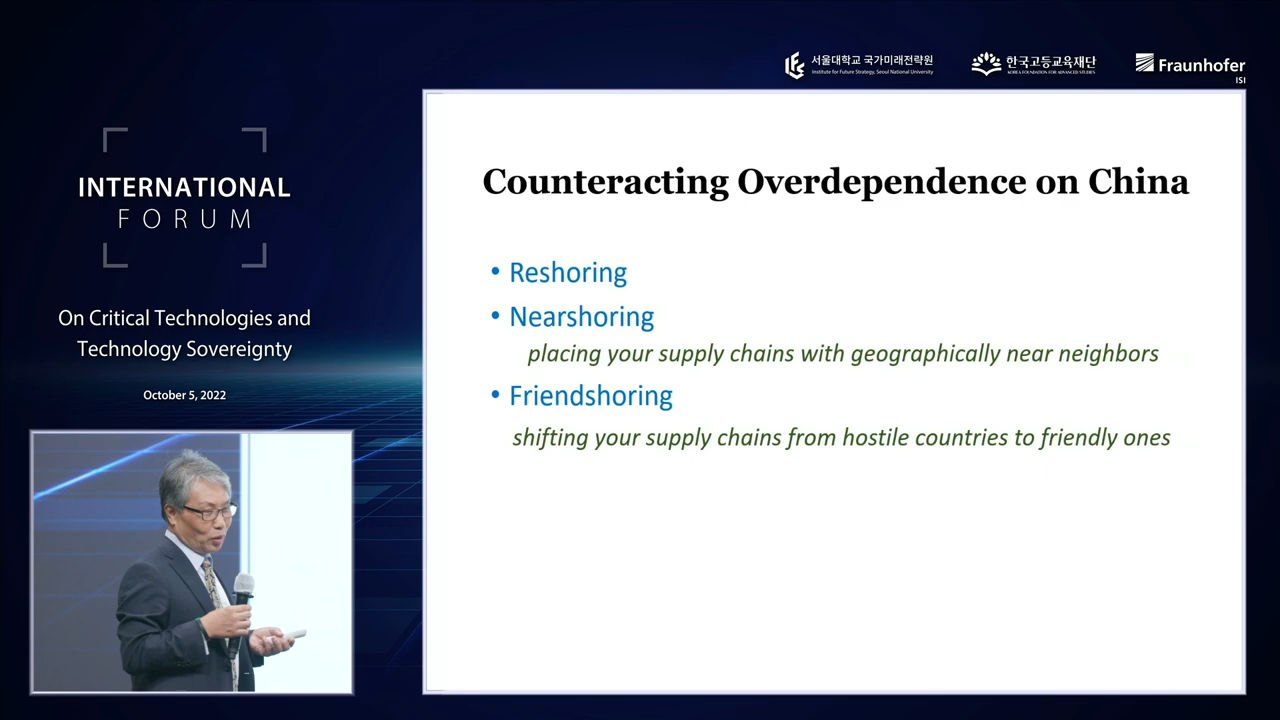 서울대학교 국가미래전략원
Institute for Future Strategy, Seoul National University
한국고등교육재단
KOREA FOUNDATION FOR ADVANCED STUDIES
Fraunhofer
ISI
INTERNATIONAL
FORUM
On Critical Technologies and
Technology Sovereignty
October 5, 2022
Counteracting Overdependence on China
• Reshoring
• Nearshoring
placing your supply chains with geographically near neighbors
• Friendshoring
shifting your supply chains from hostile countries to friendly ones